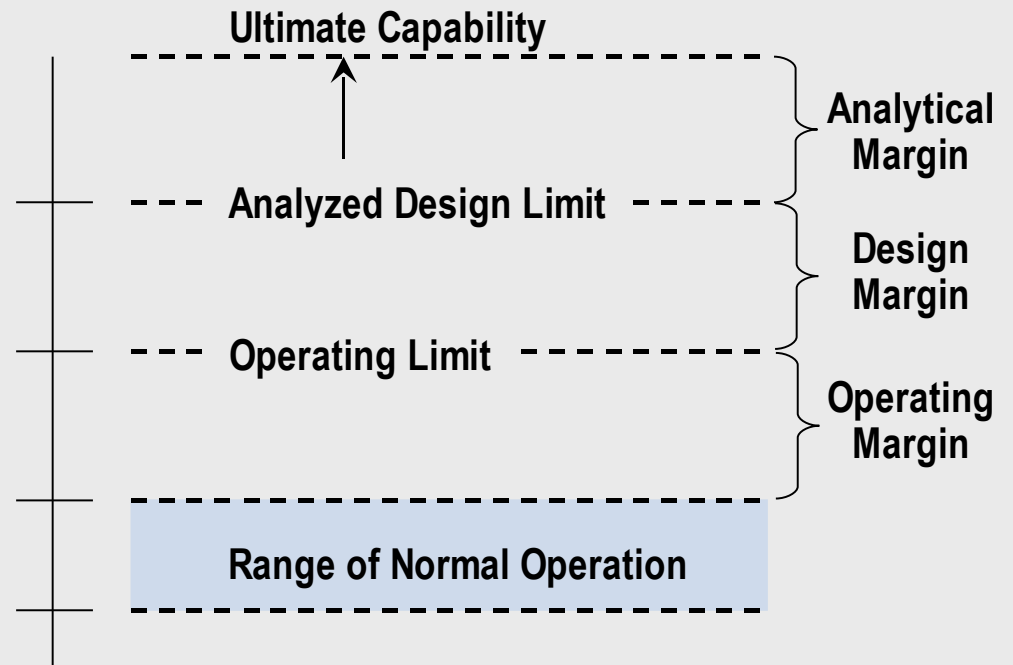 Ultimate Capability
Analytical
Margin
Analyzed Design Limit
Design
Margin
Operating Limit
Operating
Margin
Range of Normal Operation